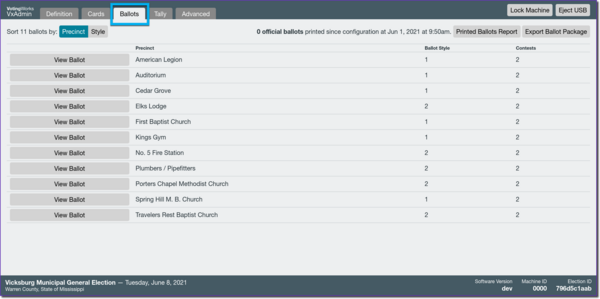 VotingWorks
VxAdmin
Definition Cards Ballots Tally Advanced Lock Machine Eject USB
Sort 11 ballots by: Precinct Style 0 official ballots printed since configuration at Jun 1, 2021 at 9:50am. Printed Ballots Report Export Ballot Package
Precinct Ballot Style Contests
View Ballot American Legion 1 2
View Ballot Auditorium 1 2
View Ballot Cedar Grove 1 2
View Ballot Elks Lodge 2 2
View Ballot First Baptist Church 1 2
View Ballot Kings Gym 1 2
View Ballot No. 5 Fire Station 2 2
View Ballot Plumbers / Pipefitters 2 2
View Ballot Porters Chapel Methodist Church 2 2
View Ballot Spring Hill M. B. Church 1 2
View Ballot Travelers Rest Baptist Church 2 2
Vicksburg Municipal General Election — Tuesday, June 8, 2021 Software Version Machine ID Election ID
Warren County, State of Mississippi dev 0000 796d5c1aab